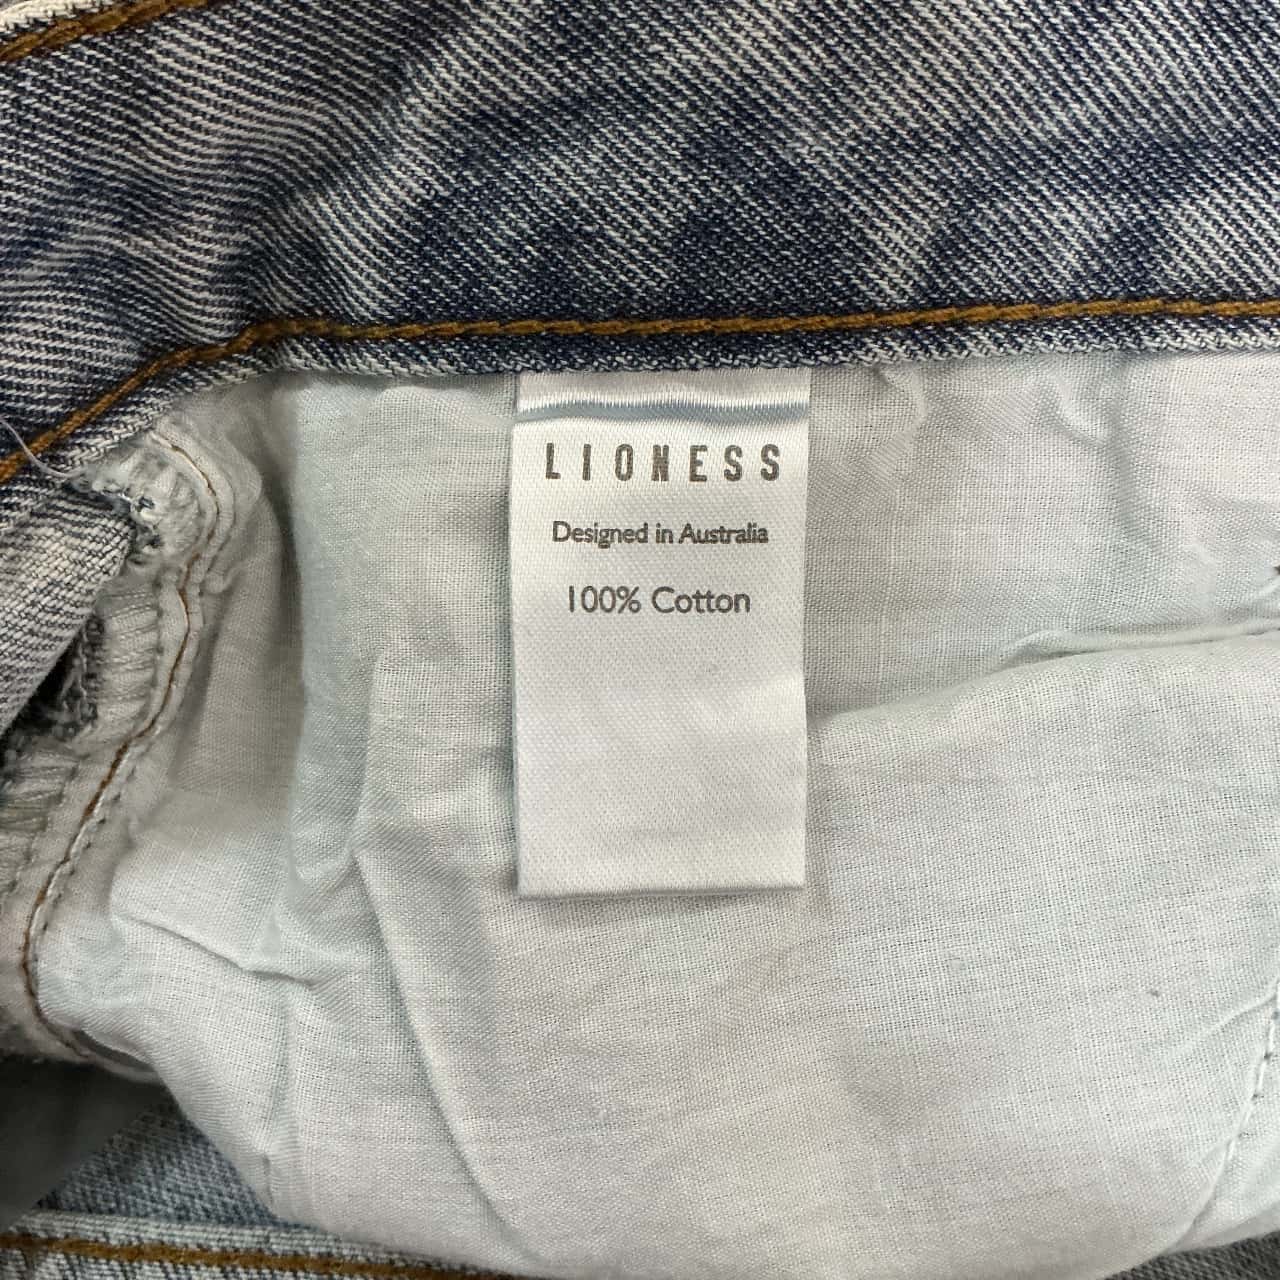 LIONESS
Designed in Australia
100% Cotton